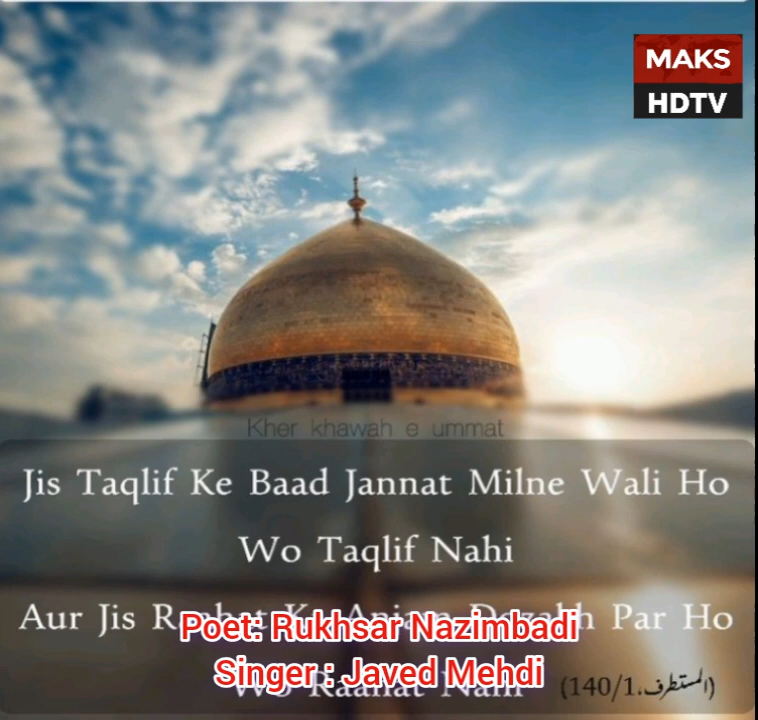 MAKS
HDTV
Kher khawah e ummat
Jis Taqlif Ke Baad Jannat Milne Wali Ho
Wo Taqlif Nahi
Aur Jis Par Ho
Poet: Rukhsar Nazimbadi
Singer : Javed Mehdi
(المستطرف،140/1)